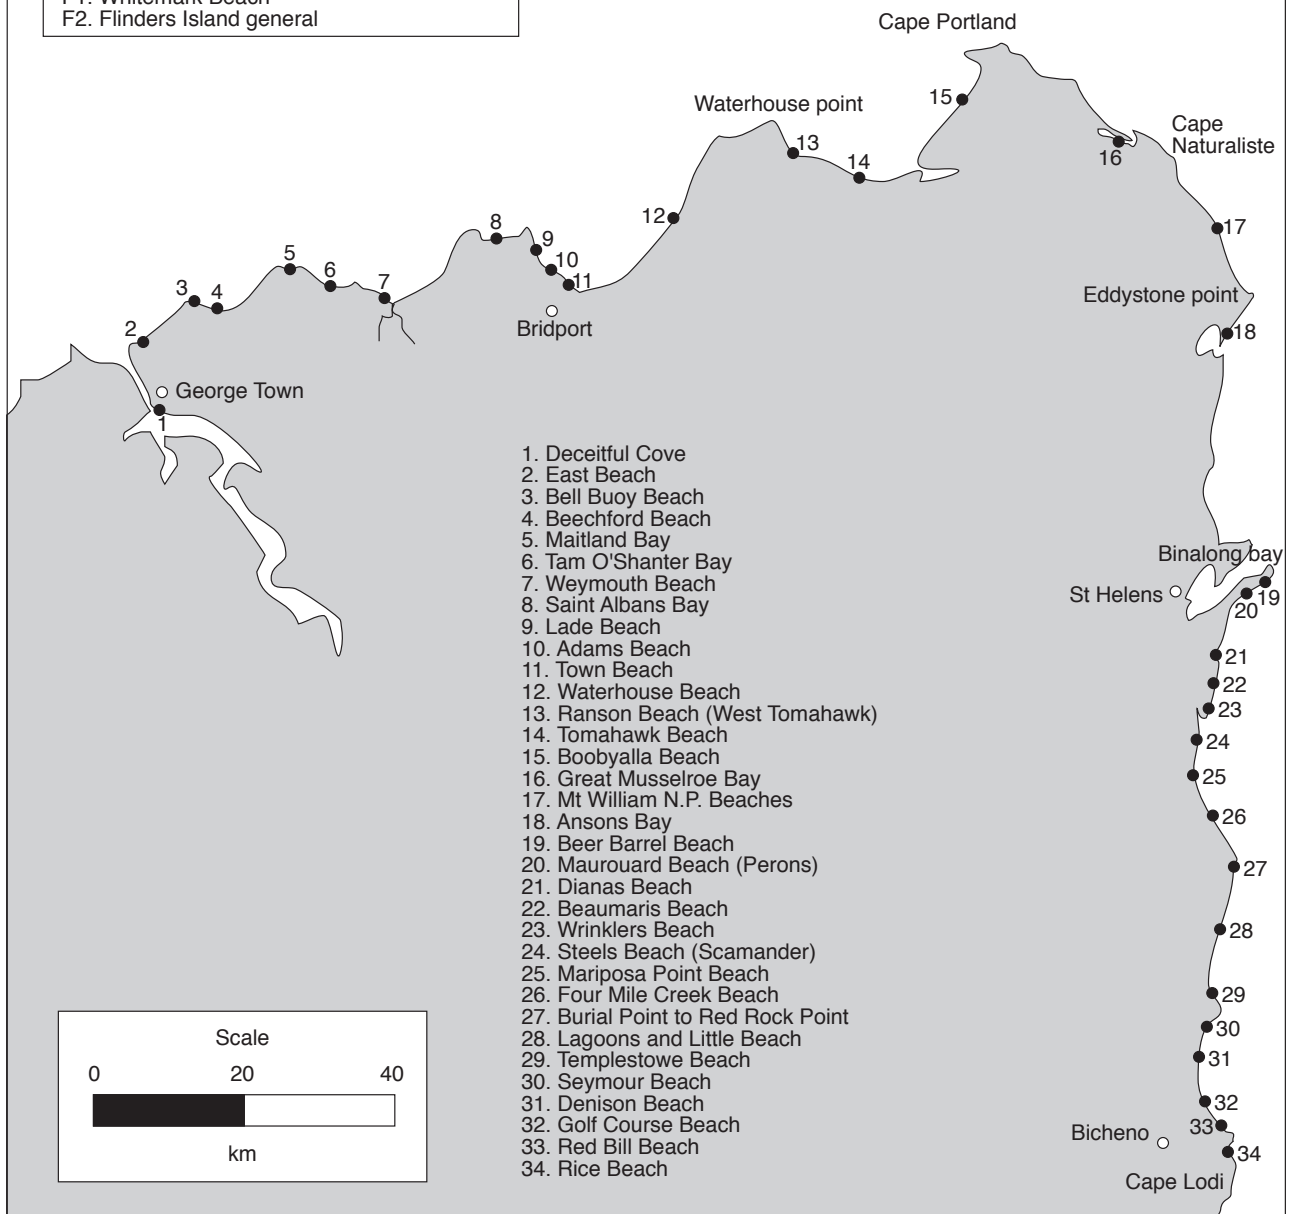 F1. Whitemark Beach
F2. Flinders Island general
Cape Portland
15
Waterhouse point
13
14
Cape
Naturaliste
16
12
17
8
9
10
11
5
6
7
3
4
2
Eddystone point
18
Bridport
George Town
1
1. Deceitful Cove
2. East Beach
3. Bell Buoy Beach
4. Beechford Beach
5. Maitland Bay
6. Tam O'Shanter Bay
7. Weymouth Beach
8. Saint Albans Bay
9. Lade Beach
10. Adams Beach
11. Town Beach
12. Waterhouse Beach
13. Ranson Beach (West Tomahawk)
14. Tomahawk Beach
15. Boobyalla Beach
16. Great Musselroe Bay
17. Mt William N.P. Beaches
18. Ansons Bay
19. Beer Barrel Beach
20. Maurouard Beach (Perons)
21. Dianas Beach
22. Beaumaris Beach
23. Wrinklers Beach
24. Steels Beach (Scamander)
25. Mariposa Point Beach
26. Four Mile Creek Beach
27. Burial Point to Red Rock Point
28. Lagoons and Little Beach
29. Templestowe Beach
30. Seymour Beach
31. Denison Beach
32. Golf Course Beach
33. Red Bill Beach
34. Rice Beach
Binalong bay
St Helens
20
19
21
22
23
24
25
26
27
28
29
30
31
32
33
Bicheno
34
Cape Lodi
Scale
0 20 40
km